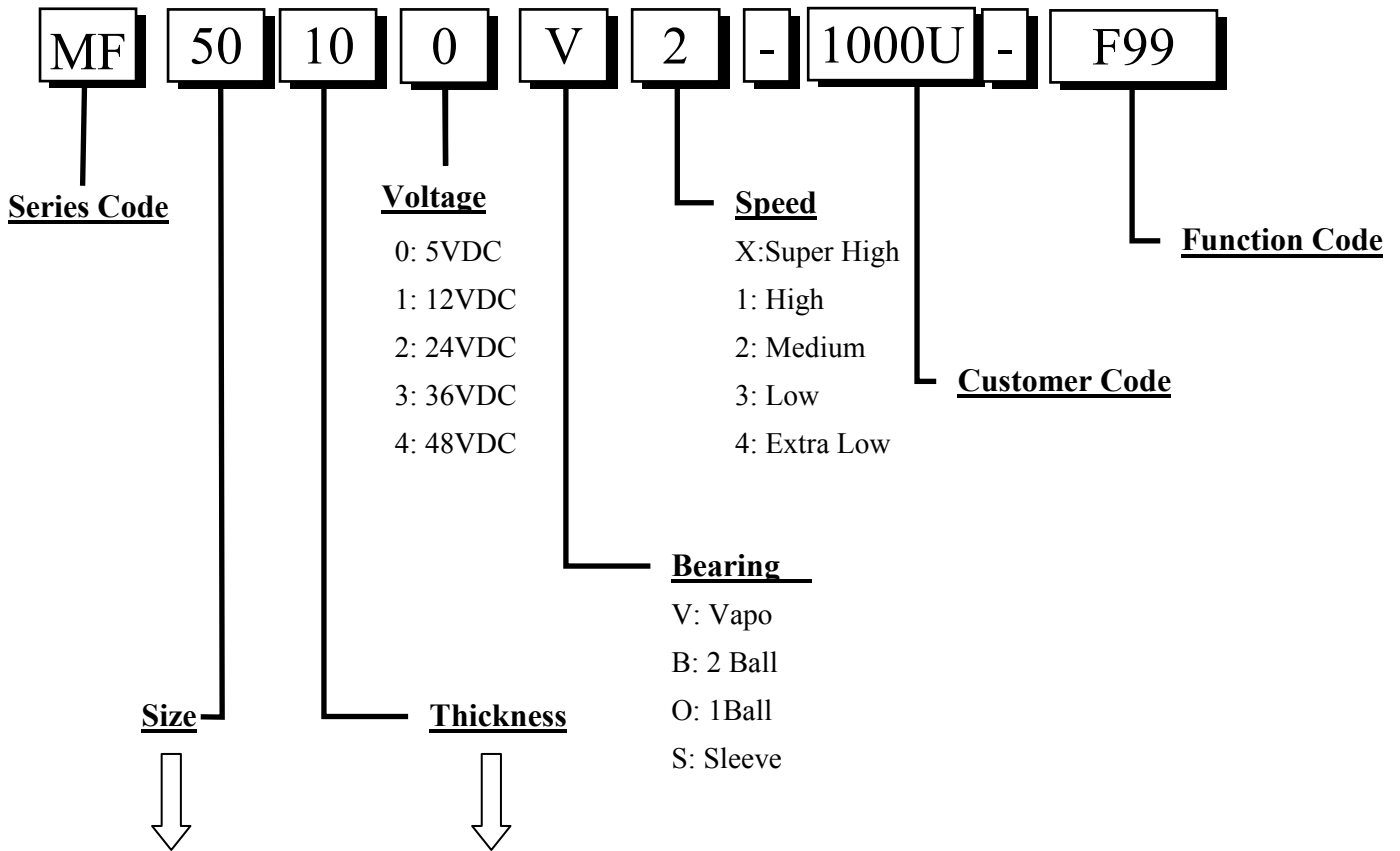 MF 50 10 0 V 2 - 1000U - F99
Series Code
Voltage
0: 5VDC
1: 12VDC
2: 24VDC
3: 36VDC
4: 48VDC
Speed
X:Super High
1: High
2: Medium
3: Low
4: Extra Low
Function Code
Customer Code
Bearing
V: Vapo
B: 2 Ball
O: 1Ball
S: Sleeve
Size
Thickness